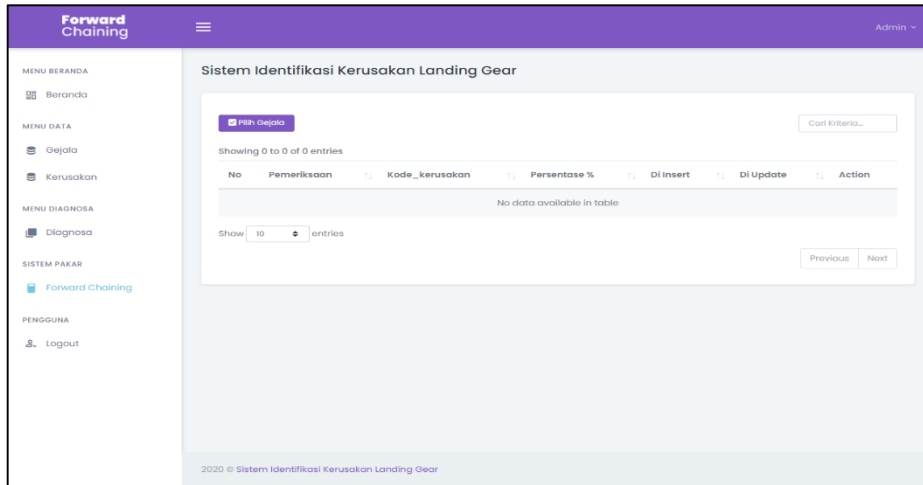 Forward
Chaining
Admin
MENU BERANDA
Beranda
MENU DATA
Gejala
Kerusakan
MENU DIAGNOSA
Diagnosa
SISTEM PAKAR
Forward Chaining
PENGGUNA
Logout
Sistem Identifikasi Kerusakan Landing Gear
Pilih Gejala
Cari Kriteria...
Showing 0 to 0 of 0 entries
No Pemeriksaan Kode_kerusakan Persentase % Di Insert Di Update Action
No data available in table
Show 10 entries
Previous Next
2020 © Sistem Identifikasi Kerusakan Landing Gear